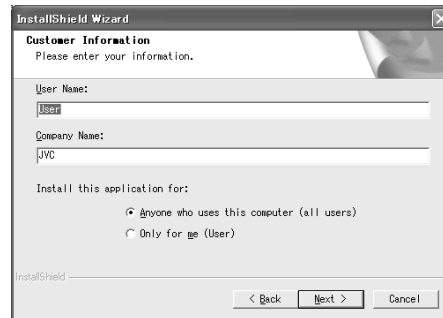 InstallShield Wizard
Customer Information
Please enter your information.
User Name:
User
Company Name:
JVC
Install this application for:
Anyone who uses this computer (all users)
Only for me (User)
InstallShield
< Back Next > Cancel